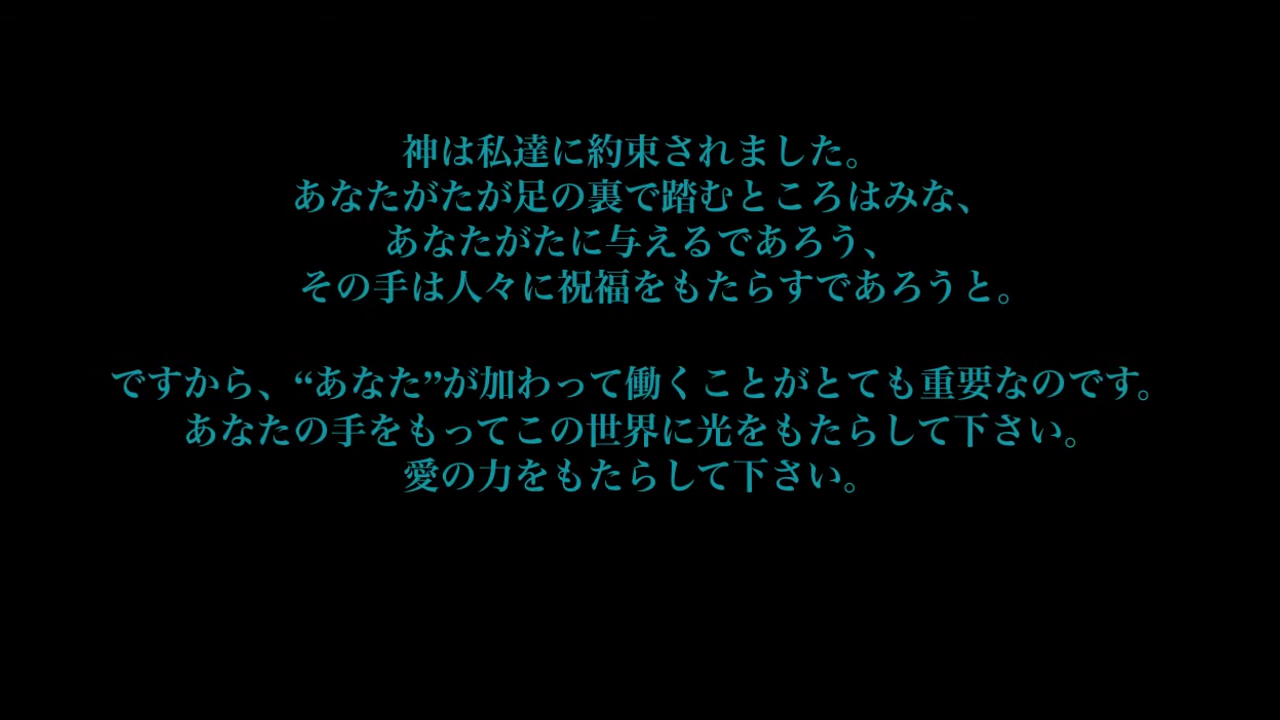 神は私達に約束されました。
あなたがたが足の裏で踏むところはみな、
あなたがたに与えるであろう、
その手は人々に祝福をもたらすであろうと。
ですから、“あなた”が加わって働くことがとても重要なのです。
あなたの手をもってこの世界に光をもたらして下さい。
愛の力をもたらして下さい。